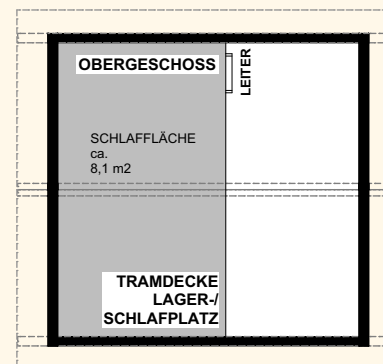 OBERGESCHOSS
LEITER
SCHLAFFLÄCHE
ca.
8,1 m2
TRAMDECKE
LAGER-/
SCHLAFPLATZ